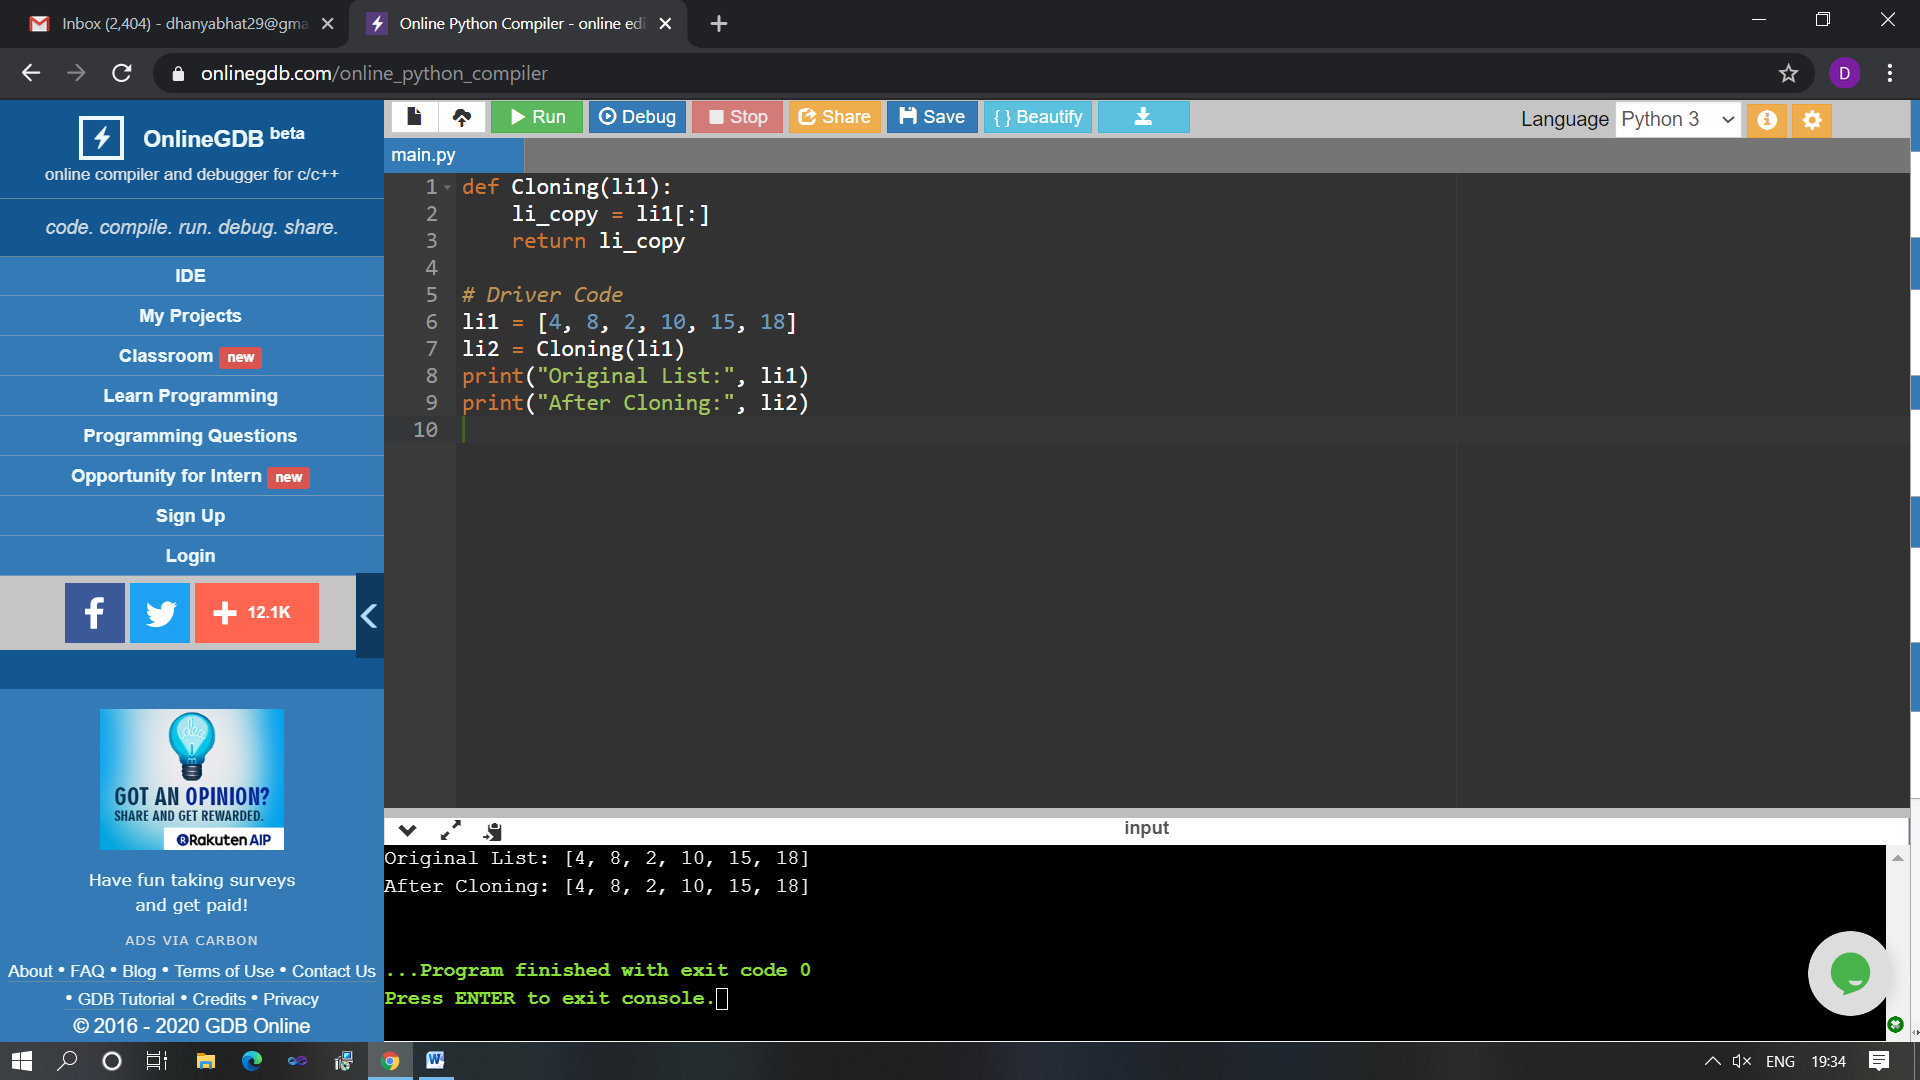 Inbox (2,404) - dhanyabhat29@gma
Online Python Compiler - online edi
onlinegdb.com/online_python_compiler
D
OnlineGDB beta
online compiler and debugger for c/c++
code. compile. run. debug. share.
IDE
My Projects
Classroom new
Learn Programming
Programming Questions
Opportunity for Intern new
Sign Up
Login
12.1K
idea
GOT AN OPINION?
SHARE AND GET REWARDED.
Rakuten AIP
Have fun taking surveys
and get paid!
ADS VIA CARBON
About • FAQ • Blog • Terms of Use • Contact Us
• GDB Tutorial • Credits • Privacy
© 2016 - 2020 GDB Online
Run Debug Stop Share Save {} Beautify
Language Python 3
main.py
1 def Cloning(li1):
2     li_copy = li1[:]
3     return li_copy
4
5 # Driver Code
6 li1 = [4, 8, 2, 10, 15, 18]
7 li2 = Cloning(li1)
8 print("Original List:", li1)
9 print("After Cloning:", li2)
10
input
Original List: [4, 8, 2, 10, 15, 18]
After Cloning: [4, 8, 2, 10, 15, 18]
...Program finished with exit code 0
Press ENTER to exit console.
ENG 19:34